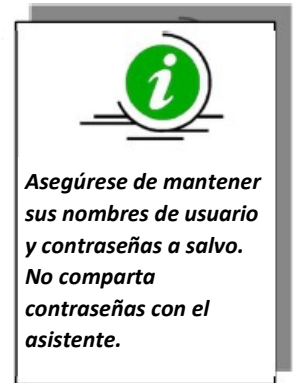 i
Asegúrese de mantener
sus nombres de usuario
y contraseñas a salvo.
No comparta
contraseñas con el
asistente.